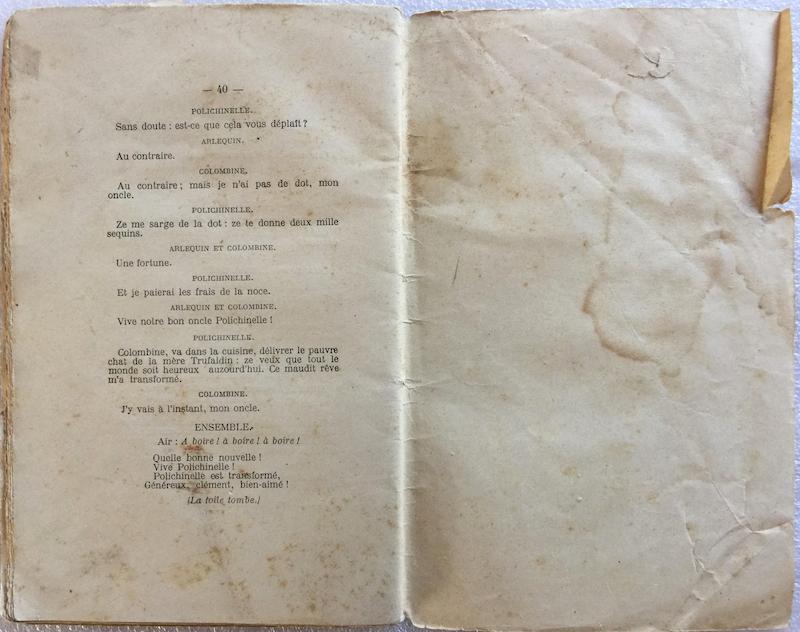 — 40 —
POLICHINELLE.
Sans doute : est-ce que cela vous déplaît ?
ARLEQUIN.
Au contraire.
COLOMBINE.
Au contraire ; mais je n'ai pas de dot, mon
oncle.
POLICHINELLE.
Ze me sarge de la dot : ze te donne deux mille
sequins.
ARLEQUIN ET COLOMBINE.
Une fortune.
POLICHINELLE.
Et je paierai les frais de la noce.
ARLEQUIN ET COLOMBINE.
Vive notre bon oncle Polichinelle !
POLICHINELLE.
Colombine, va dans la cuisine, délivrer le pauvre
chat de la mère Trufaldin : ze veux que tout le
monde soit heureux auzourd'hui. Ce maudit rêve
m'a transformé.
COLOMBINE.
J'y vais à l'instant, mon oncle.
ENSEMBLE.
Air : A boire ! à boire ! à boire !
Quelle bonne nouvelle !
Vive Polichinelle !
Polichinelle est transformé,
Généreux, clément, bien-aimé !
(La toile tombe.)